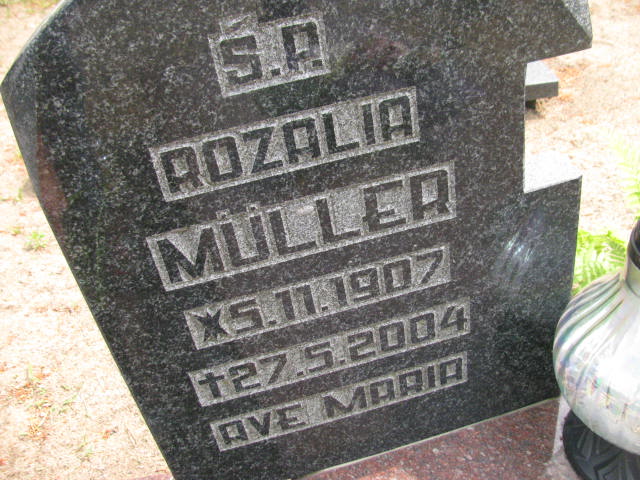 Ś.P.
ROZALIA
MÜLLER
*5.11.1907
†27.5.2004
AVE MARIA